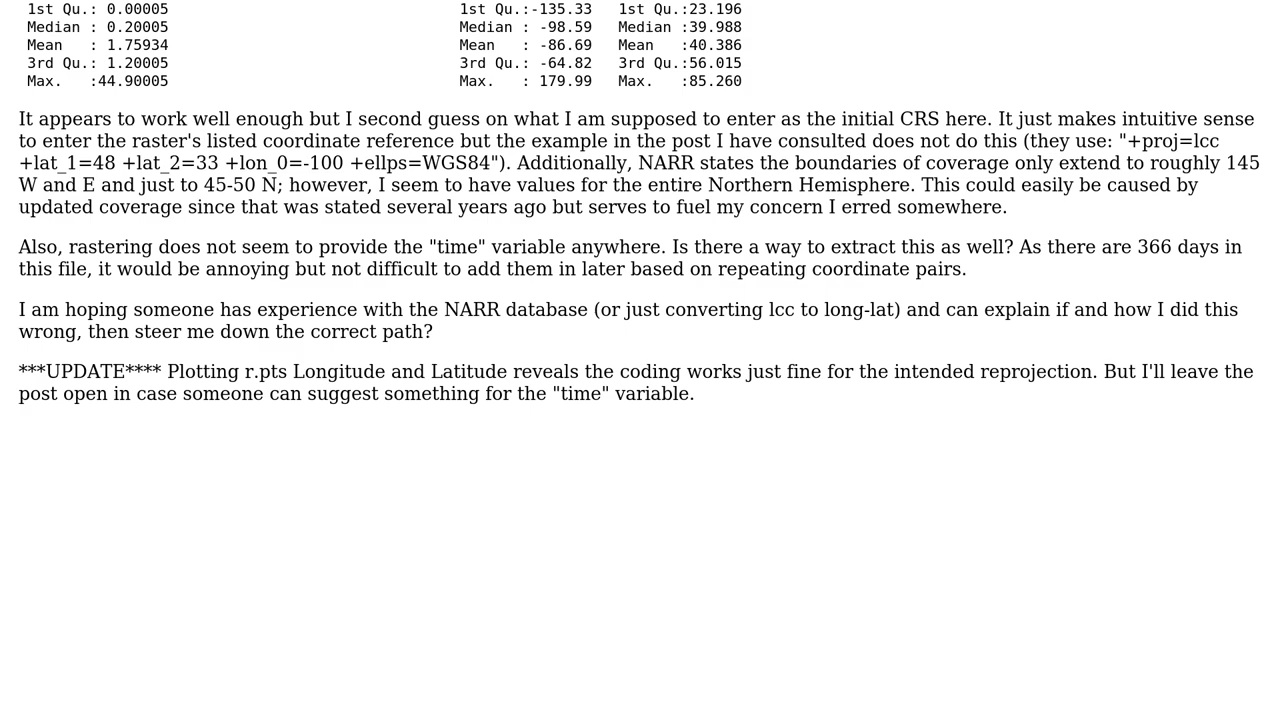 1st Qu.: 0.00005 1st Qu.:-135.33 1st Qu.:23.196
Median : 0.20005 Median : -98.59 Median :39.988
Mean   : 1.75934 Mean   : -86.69 Mean   :40.386
3rd Qu.: 1.20005 3rd Qu.: -64.82 3rd Qu.:56.015
Max.   :44.90005 Max.   : 179.99 Max.   :85.260
It appears to work well enough but I second guess on what I am supposed to enter as the initial CRS here. It just makes intuitive sense
to enter the raster's listed coordinate reference but the example in the post I have consulted does not do this (they use: "+proj=lcc
+lat_1=48 +lat_2=33 +lon_0=-100 +ellps=WGS84"). Additionally, NARR states the boundaries of coverage only extend to roughly 145
W and E and just to 45-50 N; however, I seem to have values for the entire Northern Hemisphere. This could easily be caused by
updated coverage since that was stated several years ago but serves to fuel my concern I erred somewhere.
Also, rastering does not seem to provide the "time" variable anywhere. Is there a way to extract this as well? As there are 366 days in
this file, it would be annoying but not difficult to add them in later based on repeating coordinate pairs.
I am hoping someone has experience with the NARR database (or just converting lcc to long-lat) and can explain if and how I did this
wrong, then steer me down the correct path?
***UPDATE**** Plotting r.pts Longitude and Latitude reveals the coding works just fine for the intended reprojection. But I'll leave the
post open in case someone can suggest something for the "time" variable.